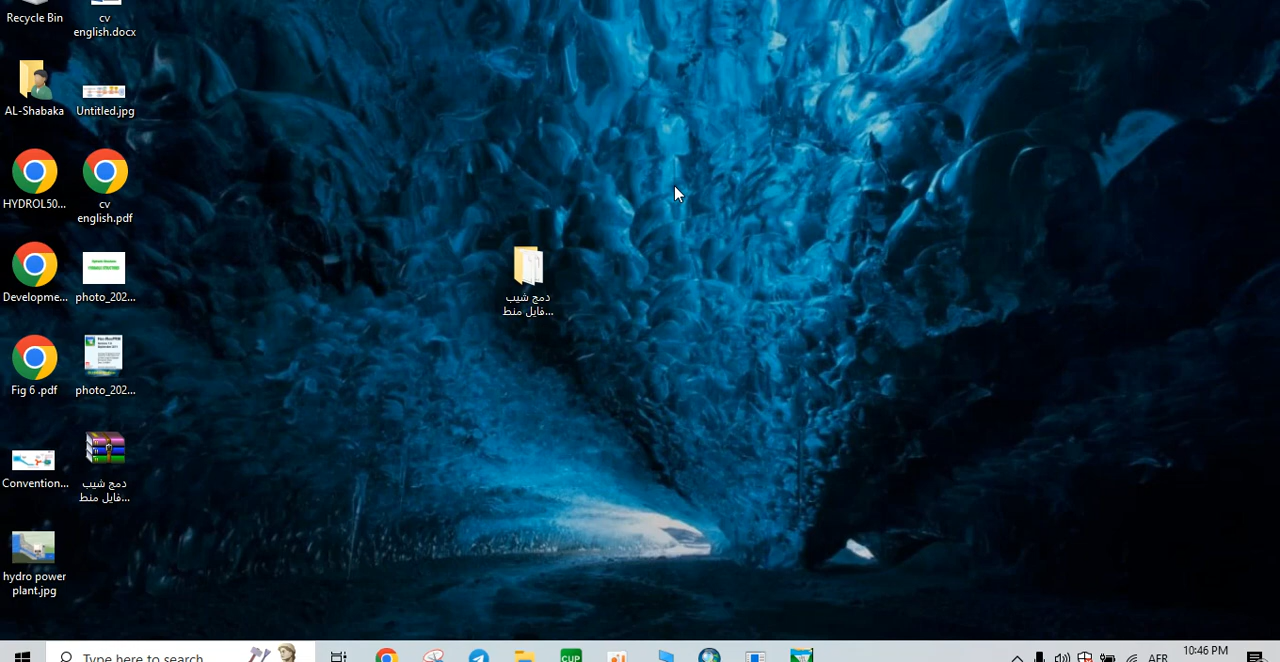 Recycle Bin
cv
english.docx
AL-Shabaka
Untitled.jpg
HYDROL50...
cv
english.pdf
Developme...
photo_202...
دمج شيب
فايل منط...
Fig 6 .pdf
photo_202...
Convention...
دمج شيب
فايل منط...
hydro power
plant.jpg
Type here to search
CUP
AFR
10:46 PM